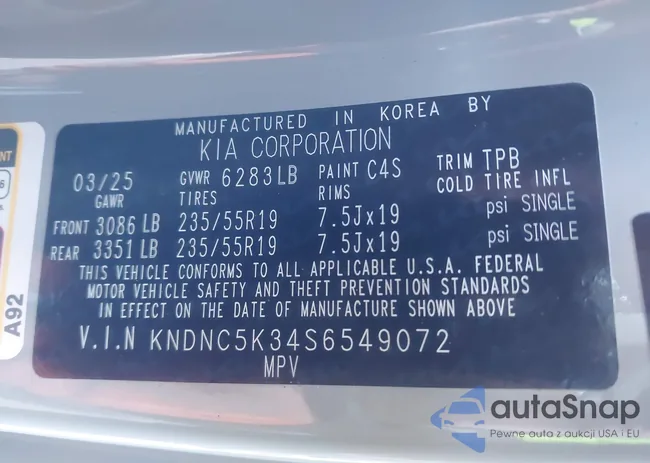 MANUFACTURED IN KOREA BY
KIA CORPORATION
03/25 GVWR 6283LB PAINT C4S TRIM TPB
GAWR TIRES RIMS COLD TIRE INFL
FRONT 3086 LB 235/55R19 7.5Jx19 psi SINGLE
REAR 3351 LB 235/55R19 7.5Jx19 psi SINGLE
THIS VEHICLE CONFORMS TO ALL APPLICABLE U.S.A. FEDERAL
MOTOR VEHICLE SAFETY AND THEFT PREVENTION STANDARDS
IN EFFECT ON THE DATE OF MANUFACTURE SHOWN ABOVE
V.I.N KNDNC5K34S6549072
MPV
A92
autaSnap
Pewne auta z aukcji USA i EU